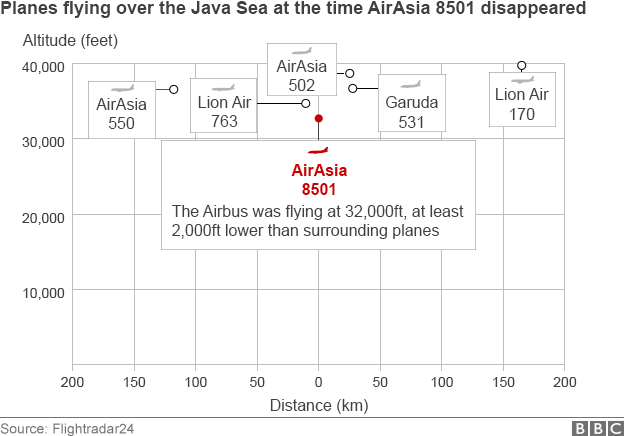 Planes flying over the Java Sea at the time AirAsia 8501 disappeared
Altitude (feet)
40,000
30,000
20,000
10,000
AirAsia
550
Lion Air
763
AirAsia
502
Garuda
531
Lion Air
170
AirAsia
8501
The Airbus was flying at 32,000ft, at least
2,000ft lower than surrounding planes
200 150 100 50 0 50 100 150 200
Distance (km)
Source: Flightradar24
BBC